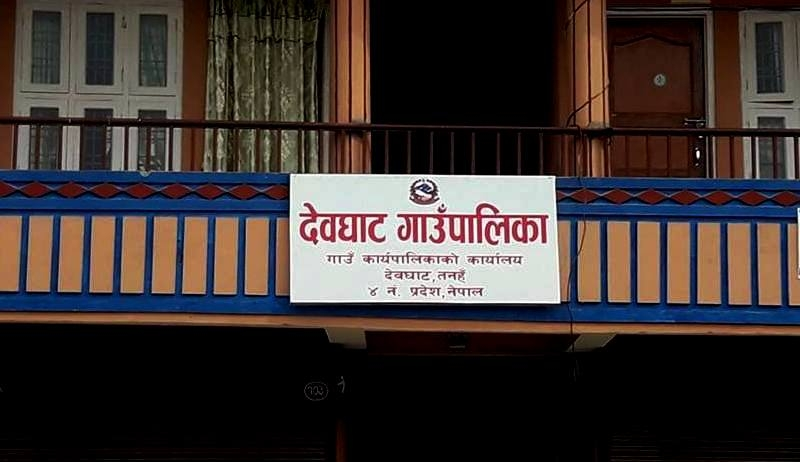 देवघाट गाउँपालिका
गाउँ कार्यपालिकाको कार्यालय
देवघाट,तनहुँ
४ नं. प्रदेश,नेपाल